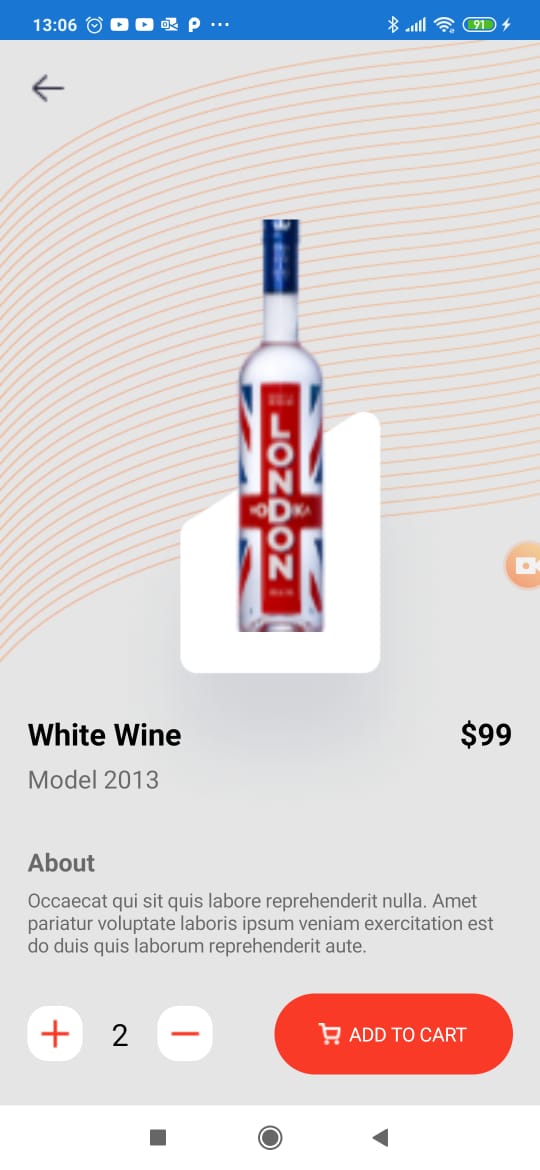 13:06
91
LONDON
White Wine
$99
Model 2013
About
Occaecat qui sit quis labore reprehenderit nulla. Amet
pariatur voluptate laboris ipsum veniam exercitation est
do duis quis laborum reprehenderit aute.
2
ADD TO CART